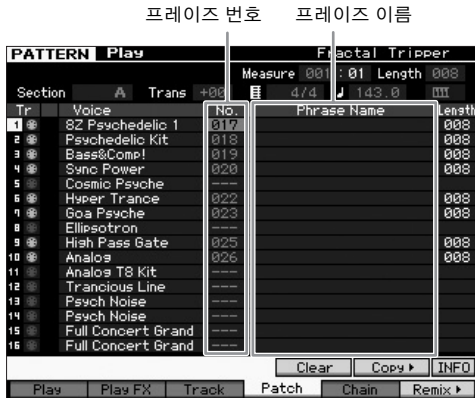 프레이즈 번호 프레이즈 이름
PATTERN Play Fractal Tripper
Measure 001 : 01 Length 008
Section A Trans +00 4/4 143.0
Tr Voice No. Phrase Name Length
1 8Z Psychedelic 1 017 008
2 Psychedelic Kit 018 008
3 Bass&Comp! 019 008
4 Sync Power 020 008
5 Cosmic Psyche ---
6 Hyper Trance 022 008
7 Goa Psyche 023 008
8 Ellipsotron ---
9 High Pass Gate 025 008
10 Analog 026 008
11 Analog T8 Kit ---
12 Trancious Line ---
13 Psych Noise ---
14 Psych Noise ---
15 Full Concert Grand ---
16 Full Concert Grand ---
Clear Copy INFO
Play Play FX Track Patch Chain Remix